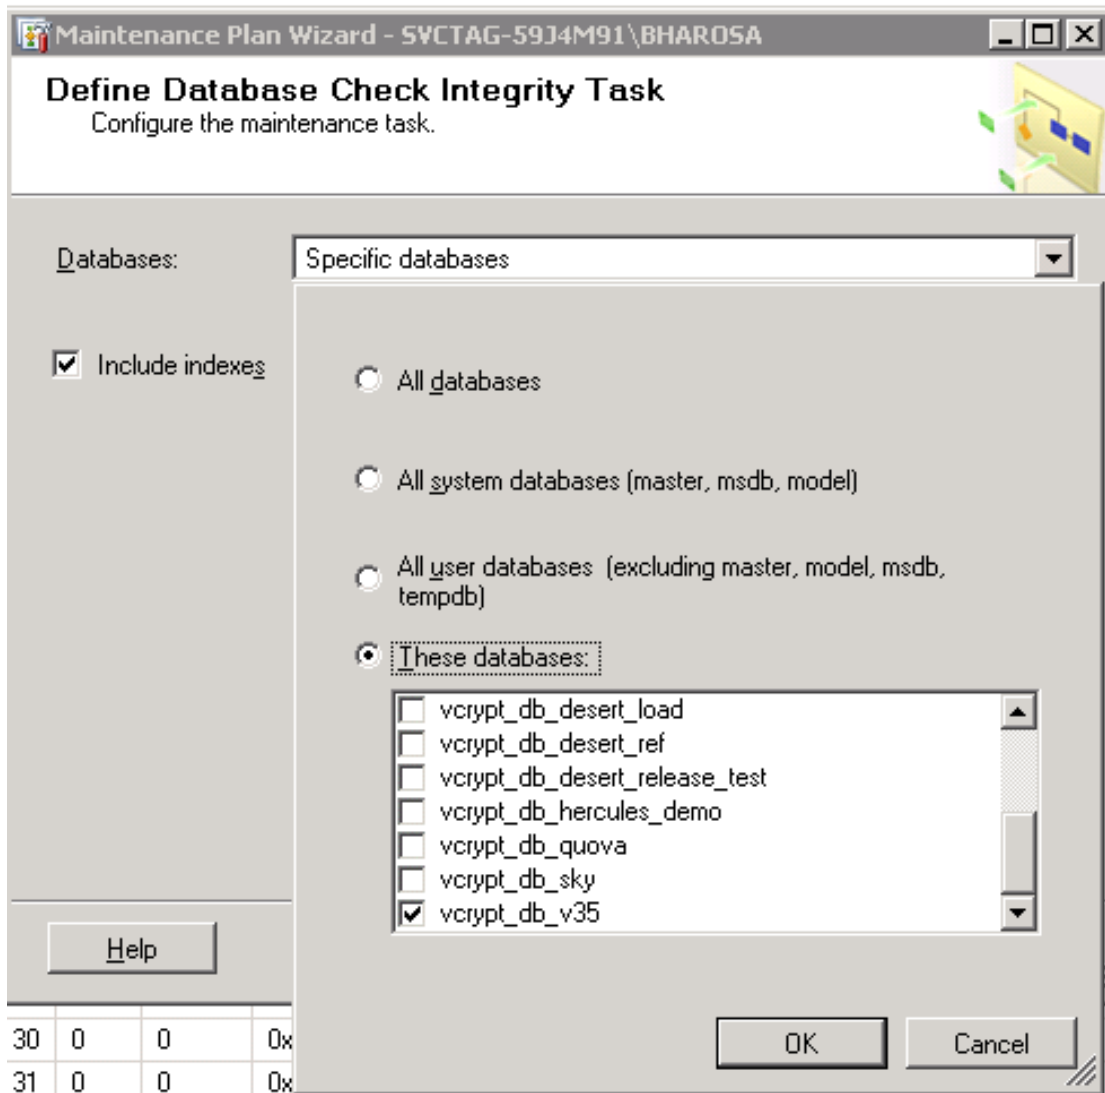 Maintenance Plan Wizard - SVCTAG-59J4M91\BHAROSA
Define Database Check Integrity Task
Configure the maintenance task.
Databases:
Specific databases
Include indexes
All databases
All system databases (master, msdb, model)
All user databases (excluding master, model, msdb,
tempdb)
These databases:
vcrypt_db_desert_load
vcrypt_db_desert_ref
vcrypt_db_desert_release_test
vcrypt_db_hercules_demo
vcrypt_db_quova
vcrypt_db_sky
vcrypt_db_v35
Help
OK
Cancel
30 0 0 0x
31 0 0 0x